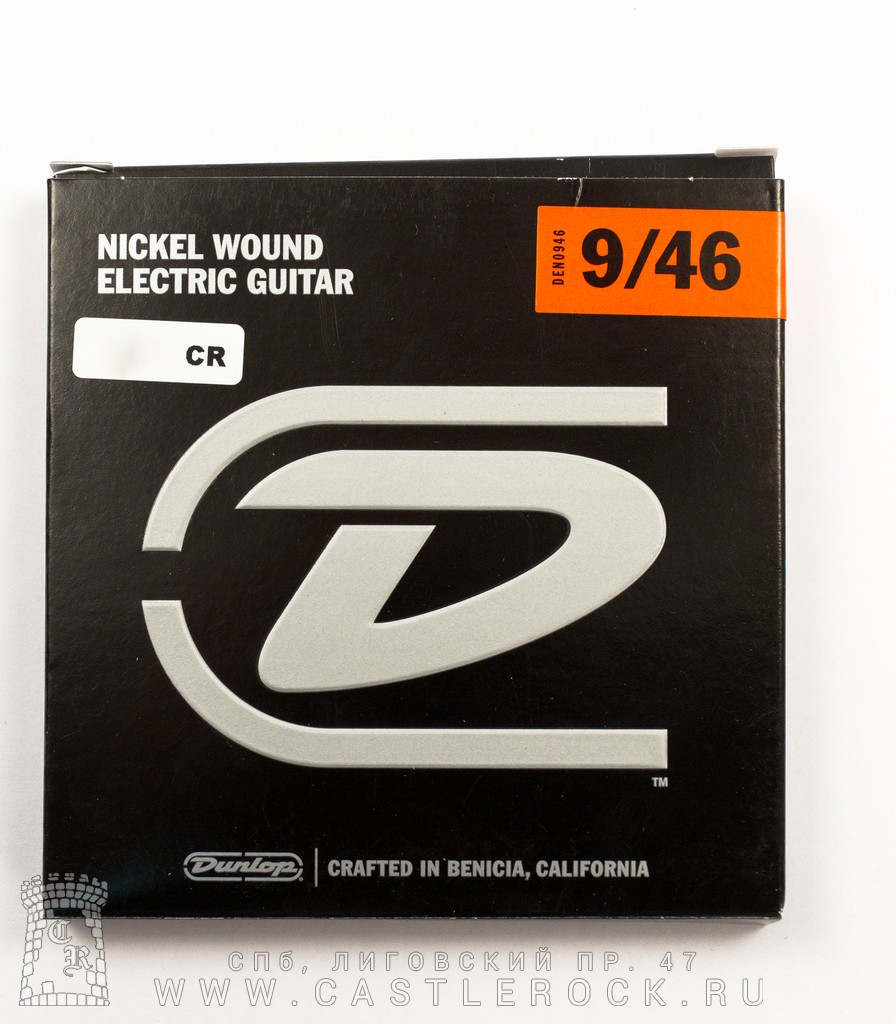 NICKEL WOUND
ELECTRIC GUITAR
DEN0946
9/46
CR
D
TM
Dunlop
CRAFTED IN BENICIA, CALIFORNIA
CR
СПб, ЛИГОВСКИЙ ПР. 47
WWW.CASTLEROCK.RU